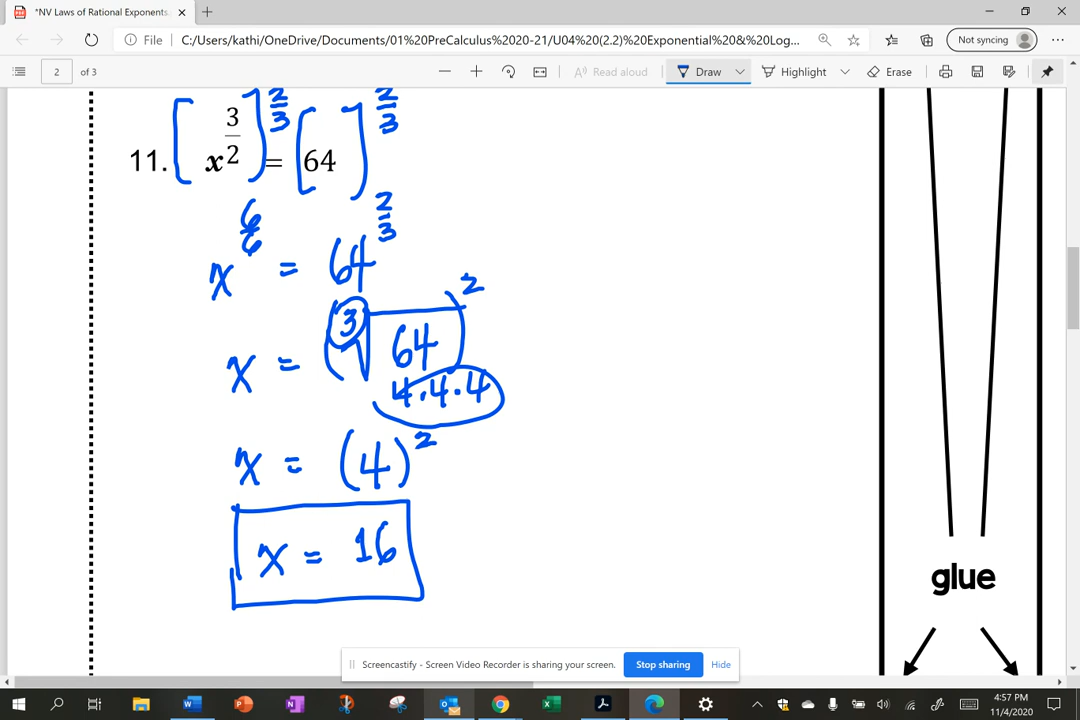 *NV Laws of Rational Exponents.
File C:/Users/kathi/OneDrive/Documents/01%20PreCalculus%2020-21/U04%20(2.2)%20Exponential%20&%20Log... Not syncing
2 of 3 Read aloud Draw Highlight Erase
11. [x^(3/2)]^(2/3) = [64]^(2/3)
x^(6/6) = 64^(2/3)
x = (∛64)^2
4.4.4
x = (4)^2
x = 16
glue
Screencastify - Screen Video Recorder is sharing your screen. Stop sharing Hide
4:57 PM
11/4/2020